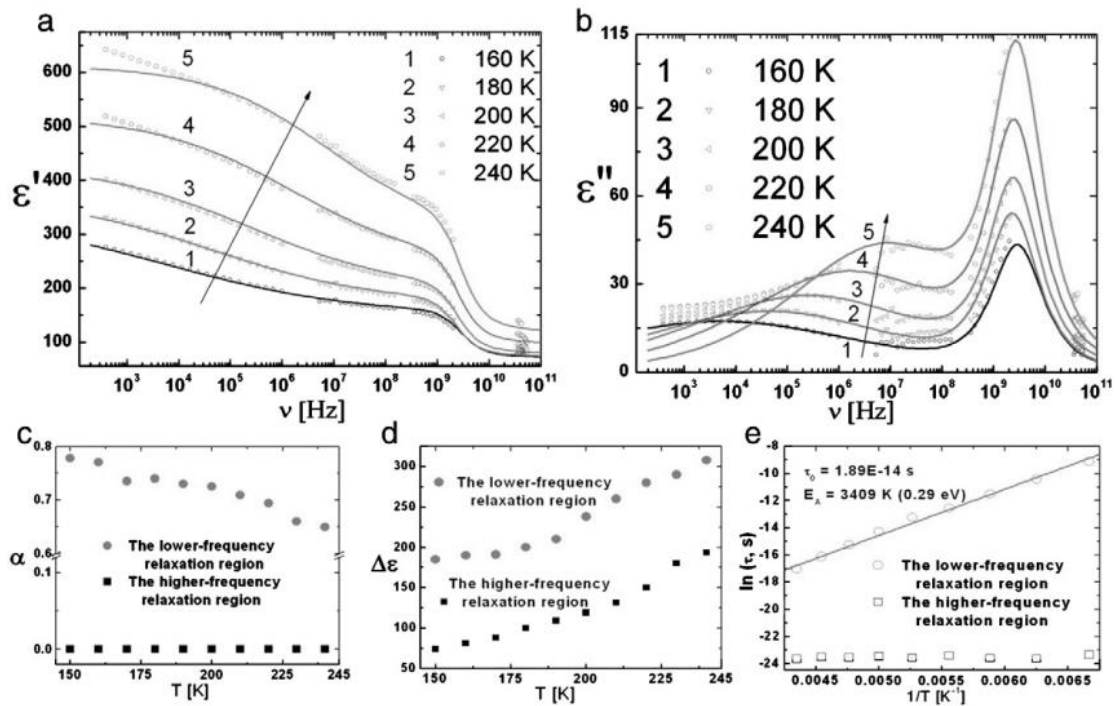 a
600
500
400
300
200
100
ε'
10³ 10⁴ 10⁵ 10⁶ 10⁷ 10⁸ 10⁹ 10¹⁰ 10¹¹
ν [Hz]
5
4
3
2
1
1 160 K
2 180 K
3 200 K
4 220 K
5 240 K
b
115
90
60
30
0
ε''
10³ 10⁴ 10⁵ 10⁶ 10⁷ 10⁸ 10⁹ 10¹⁰ 10¹¹
ν [Hz]
1 160 K
2 180 K
3 200 K
4 220 K
5 240 K
5
4
3
2
1
c
0.8
0.7
0.6
0.1
0.0
α
The lower-frequency
relaxation region
The higher-frequency
relaxation region
150 175 200 225 245
T [K]
d
300
250
200
150
100
50
Δε
The lower-frequency
relaxation region
The higher-frequency
relaxation region
150 175 200 225 245
T [K]
e
-8
-10
-12
-14
-16
-18
-22
-24
ln (τ, s)
τ₀ = 1.89E-14 s
E_A = 3409 K (0.29 eV)
The lower-frequency
relaxation region
The higher-frequency
relaxation region
0.0045 0.0050 0.0055 0.0060 0.0065
1/T [K⁻¹]